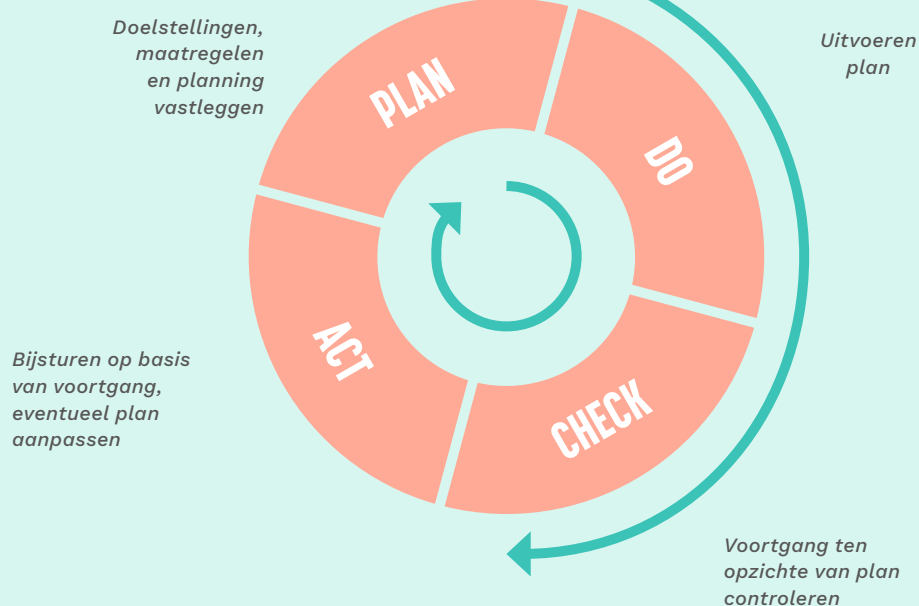 Doelstellingen,
maatregelen
en planning
vastleggen
PLAN
Uitvoeren
plan
DO
ACT
Bijsturen op basis
van voortgang,
eventueel plan
aanpassen
CHECK
Voortgang ten
opzichte van plan
controleren